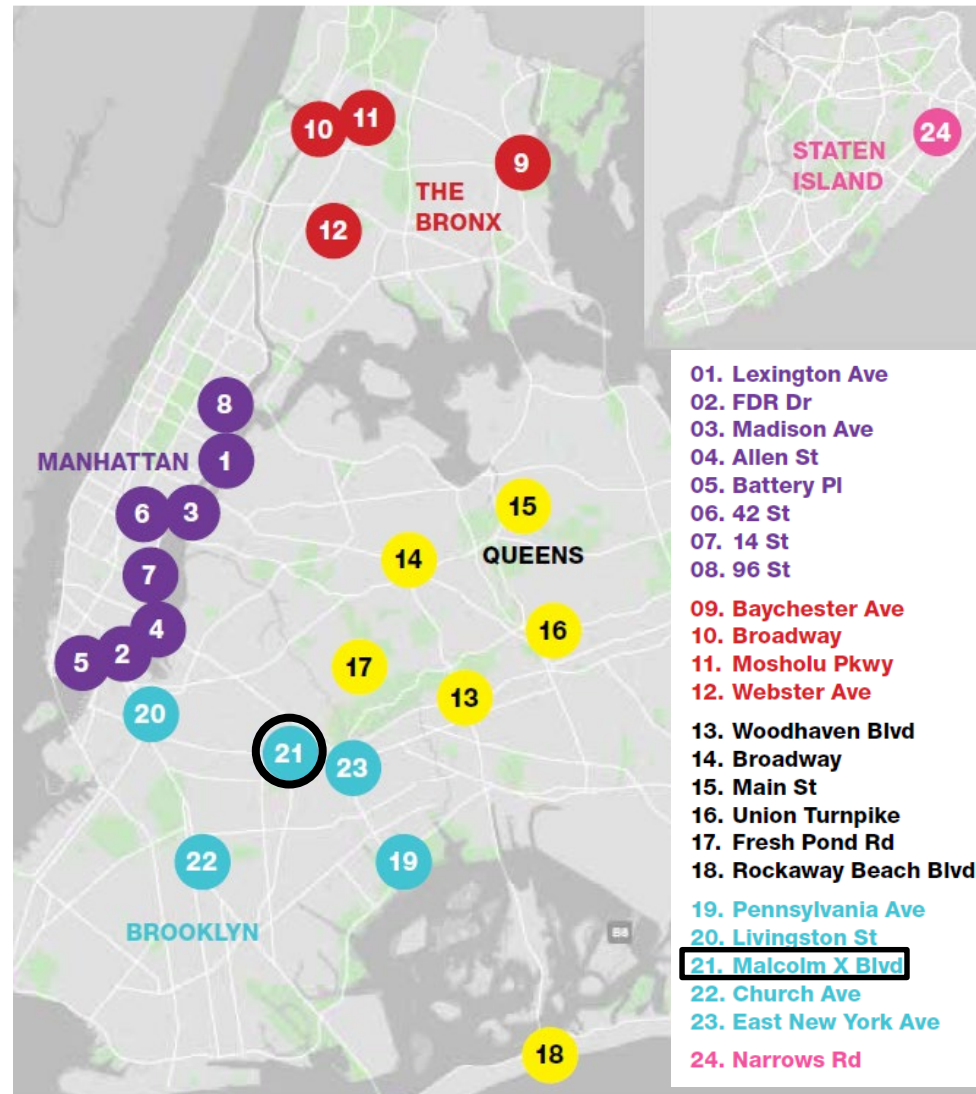 10
11
9
THE
BRONX
12
24
STATEN
ISLAND
8
MANHATTAN
1
6
3
7
4
5
2
15
QUEENS
14
16
17
13
20
21
23
22
19
BROOKLYN
18
01. Lexington Ave
02. FDR Dr
03. Madison Ave
04. Allen St
05. Battery Pl
06. 42 St
07. 14 St
08. 96 St
09. Baychester Ave
10. Broadway
11. Mosholu Pkwy
12. Webster Ave
13. Woodhaven Blvd
14. Broadway
15. Main St
16. Union Turnpike
17. Fresh Pond Rd
18. Rockaway Beach Blvd
19. Pennsylvania Ave
20. Livingston St
21. Malcolm X Blvd
22. Church Ave
23. East New York Ave
24. Narrows Rd